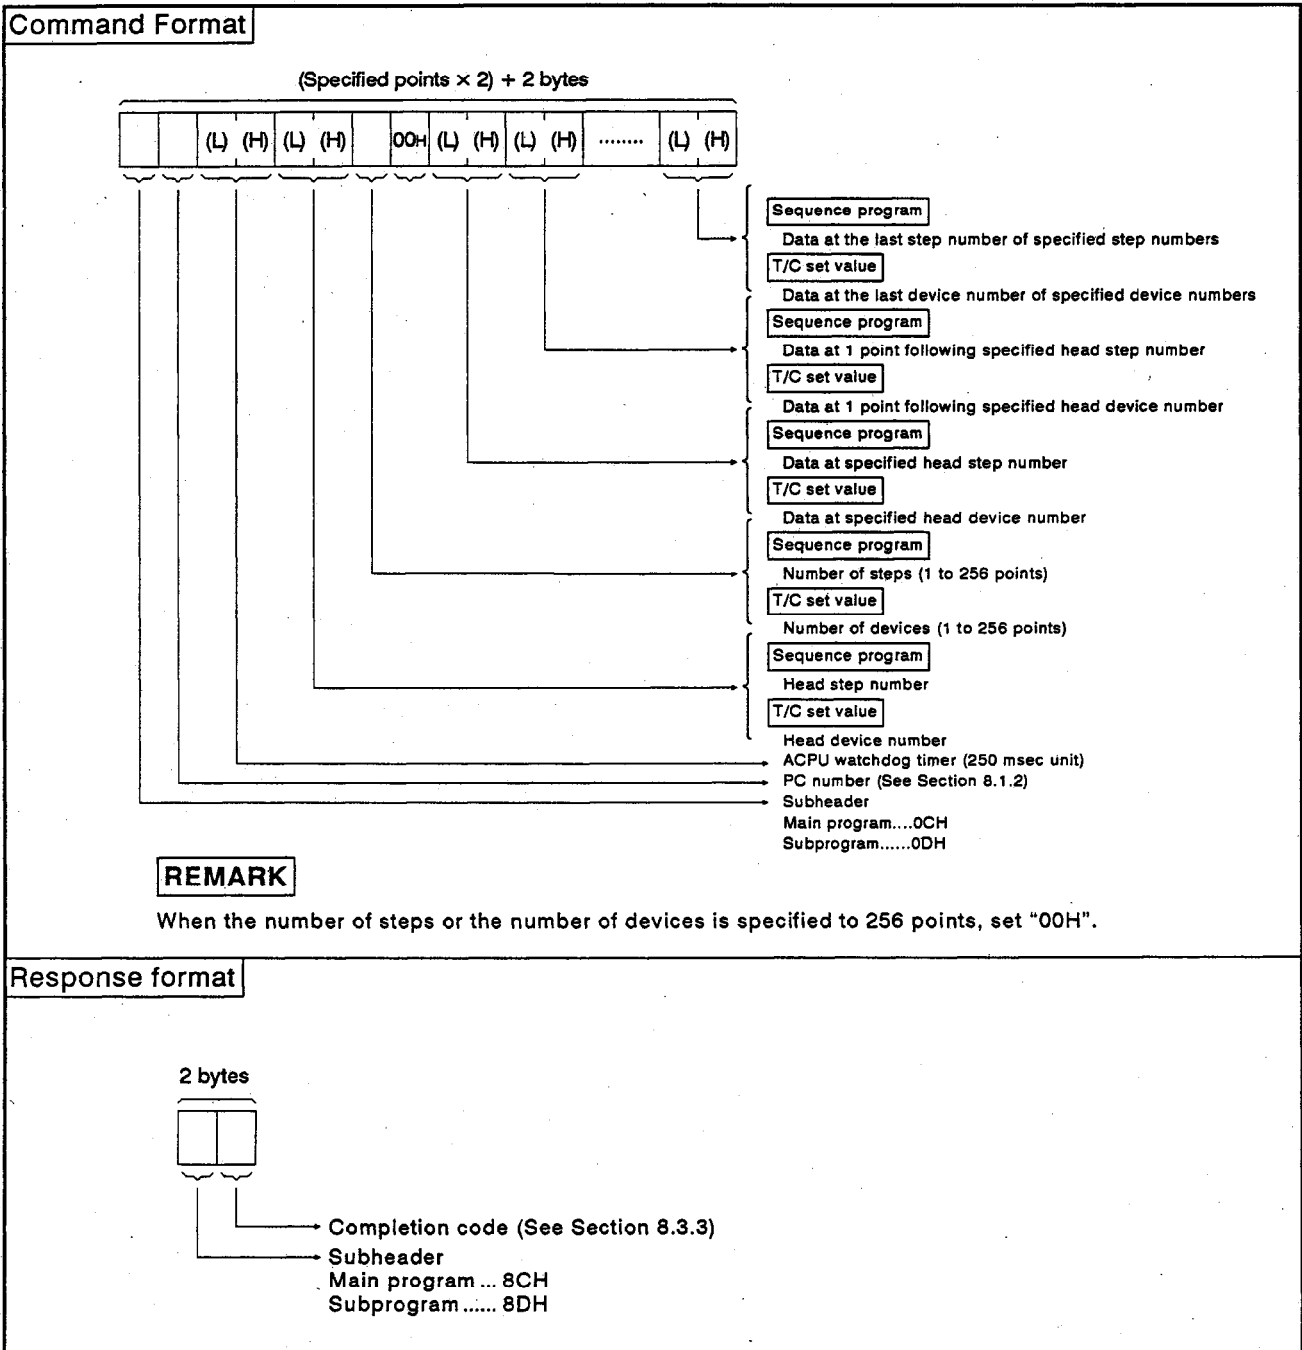 Command Format
(Specified points × 2) + 2 bytes
(L) (H) (L) (H) 00H (L) (H) (L) (H) ········ (L) (H)
Sequence program
Data at the last step number of specified step numbers
T/C set value
Data at the last device number of specified device numbers
Sequence program
Data at 1 point following specified head step number
T/C set value
Data at 1 point following specified head device number
Sequence program
Data at specified head step number
T/C set value
Data at specified head device number
Sequence program
Number of steps (1 to 256 points)
T/C set value
Number of devices (1 to 256 points)
Sequence program
Head step number
T/C set value
Head device number
ACPU watchdog timer (250 msec unit)
PC number (See Section 8.1.2)
Subheader
Main program....0CH
Subprogram......0DH
REMARK
When the number of steps or the number of devices is specified to 256 points, set “00H”.
Response format
2 bytes
Completion code (See Section 8.3.3)
Subheader
Main program ... 8CH
Subprogram ...... 8DH